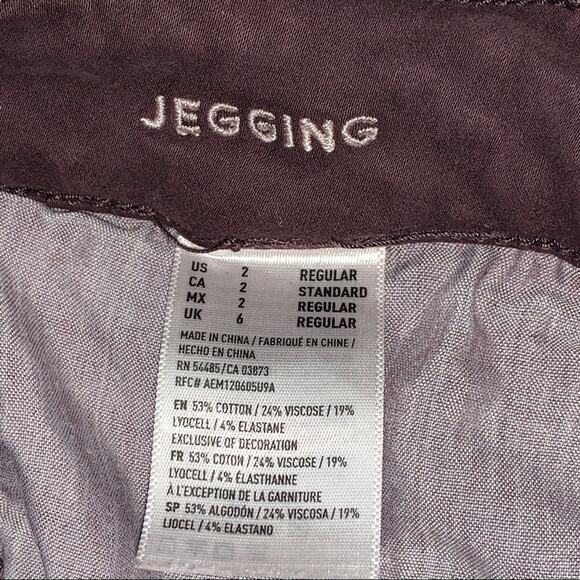 JEGGING
US 2 REGULAR
CA 2 STANDARD
MX 2 REGULAR
UK 6 REGULAR
MADE IN CHINA / FABRIQUÉ EN CHINE /
HECHO EN CHINA
RN 54485/CA 03873
RFC# AEM120605U9A
EN 53% COTTON / 24% VISCOSE / 19%
LYOCELL / 4% ELASTANE
EXCLUSIVE OF DECORATION
FR 53% COTON / 24% VISCOSE / 19%
LYOCELL / 4% ÉLASTHANNE
À L'EXCEPTION DE LA GARNITURE
SP 53% ALGODÓN / 24% VISCOSA / 19%
LIOCEL / 4% ELASTANO